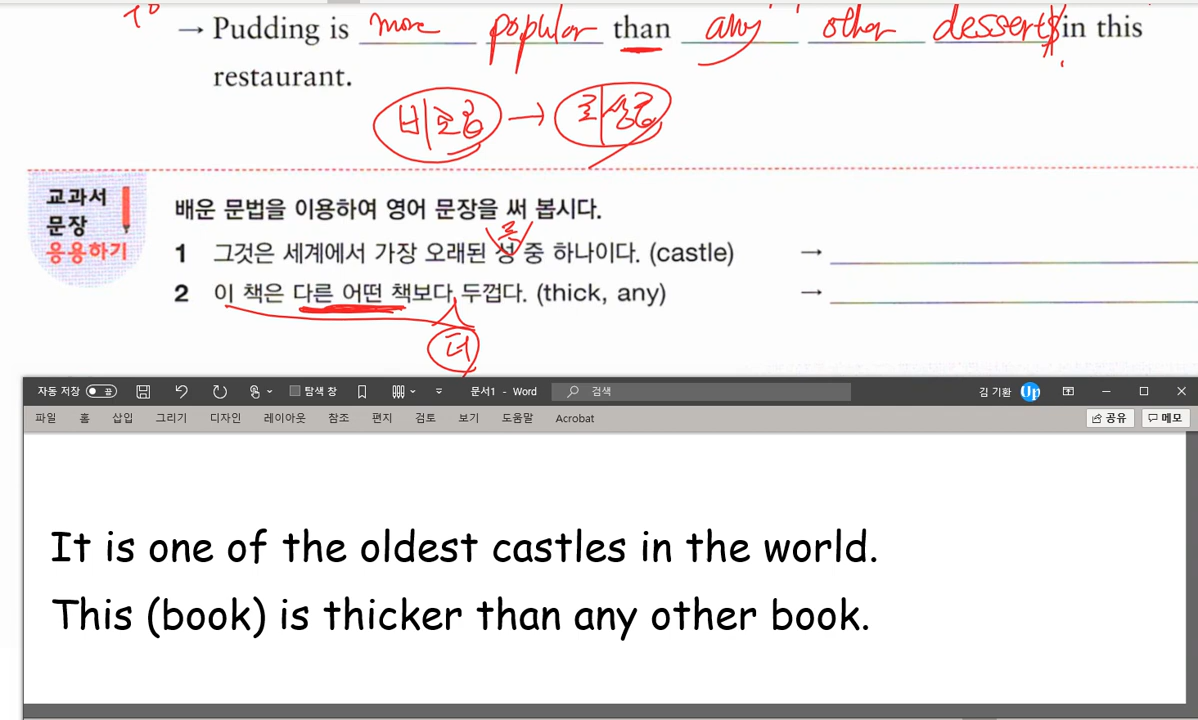 → Pudding is more popular than any other dessert in this
restaurant.
비교급 → 최상급
교과서
문장
응용하기
배운 문법을 이용하여 영어 문장을 써 봅시다.
1 그것은 세계에서 가장 오래된 성 중 하나이다. (castle) →
2 이 책은 다른 어떤 책보다 두껍다. (thick, any) →
더
자동 저장 끔 문서1 - Word 검색 김 기환 Up
파일 홈 삽입 그리기 디자인 레이아웃 참조 편지 검토 보기 도움말 Acrobat 공유 메모
It is one of the oldest castles in the world.
This (book) is thicker than any other book.